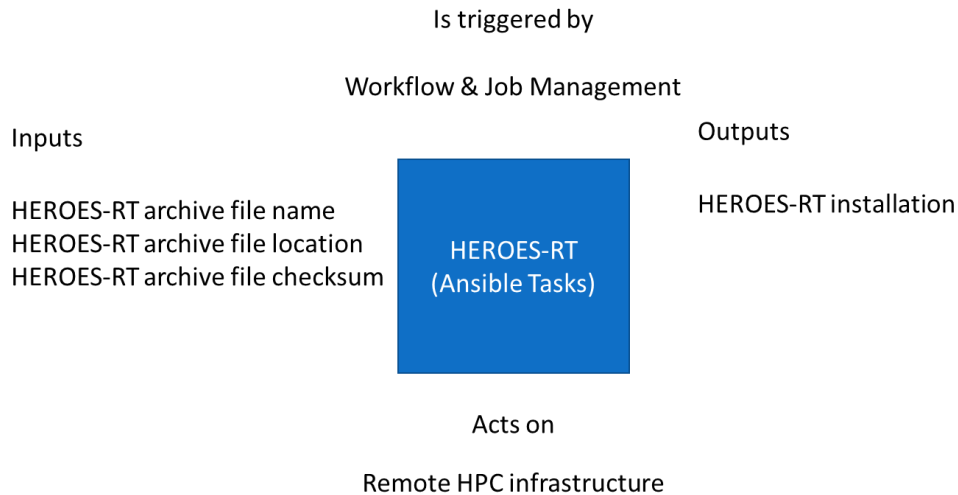 Is triggered by
Workflow & Job Management
Inputs
HEROES-RT archive file name
HEROES-RT archive file location
HEROES-RT archive file checksum
HEROES-RT
(Ansible Tasks)
Outputs
HEROES-RT installation
Acts on
Remote HPC infrastructure